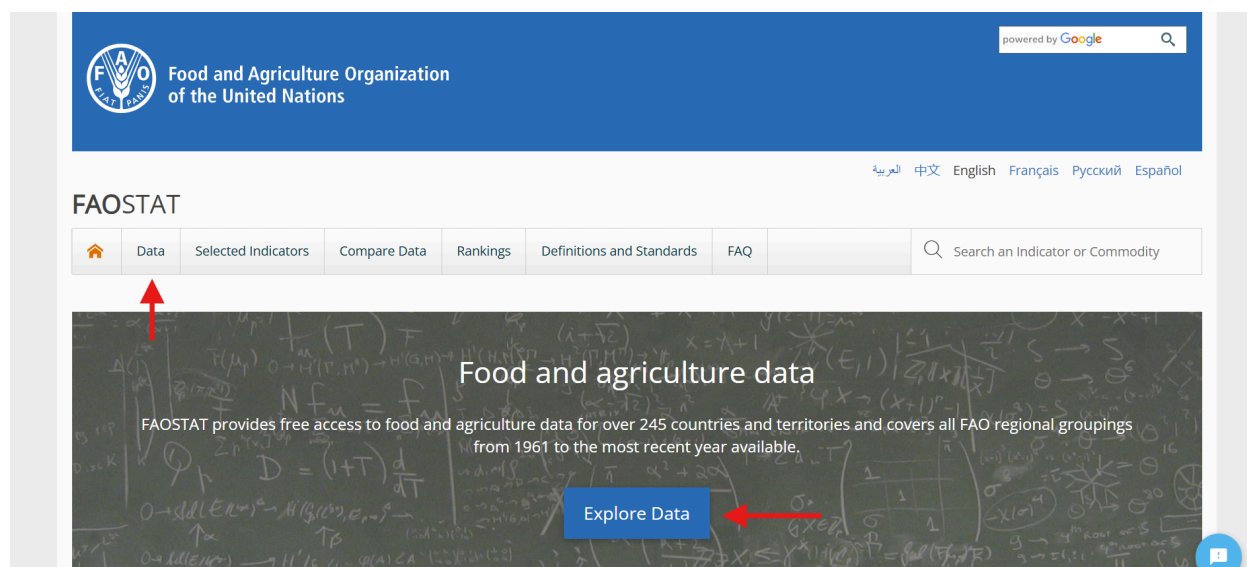 powered by Google
FAO
FIAT PANIS
Food and Agriculture Organization
of the United Nations
العربية 中文 English Français Русский Español
FAOSTAT
Data Selected Indicators Compare Data Rankings Definitions and Standards FAQ Search an Indicator or Commodity
Food and agriculture data
FAOSTAT provides free access to food and agriculture data for over 245 countries and territories and covers all FAO regional groupings
from 1961 to the most recent year available.
Explore Data